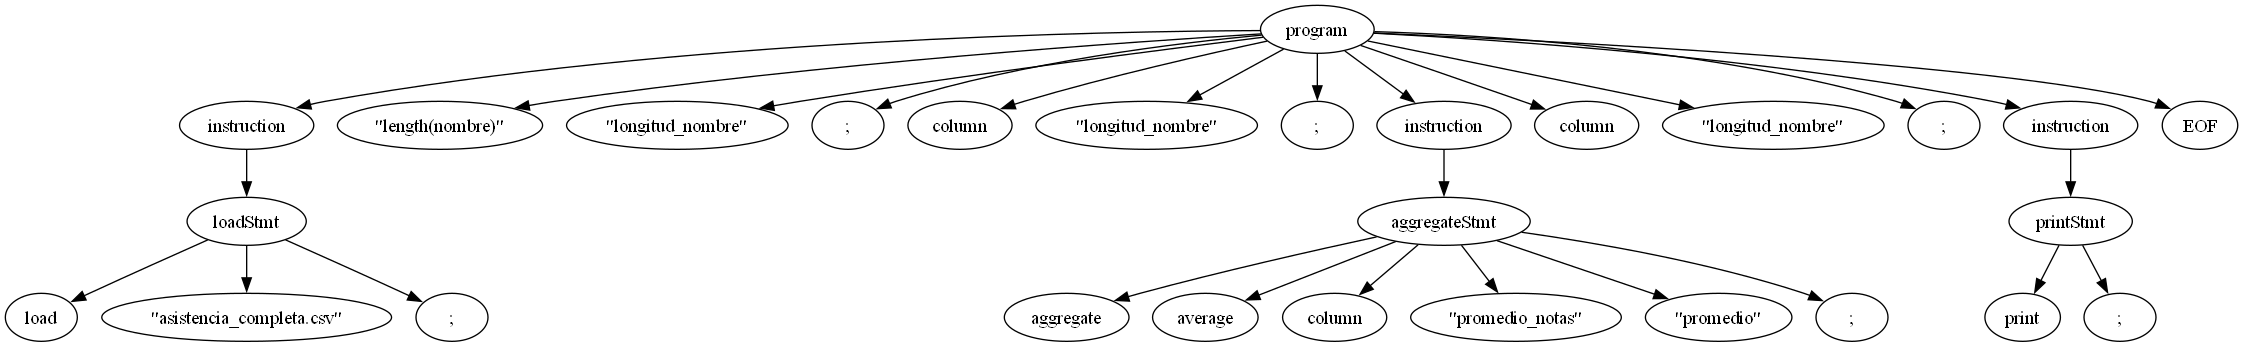 program
instruction
"length(nombre)"
"longitud_nombre"
;
column
"longitud_nombre"
;
instruction
column
"longitud_nombre"
;
instruction
EOF
loadStmt
aggregateStmt
printStmt
load
"asistencia_completa.csv"
;
aggregate
average
column
"promedio_notas"
"promedio"
;
print
;